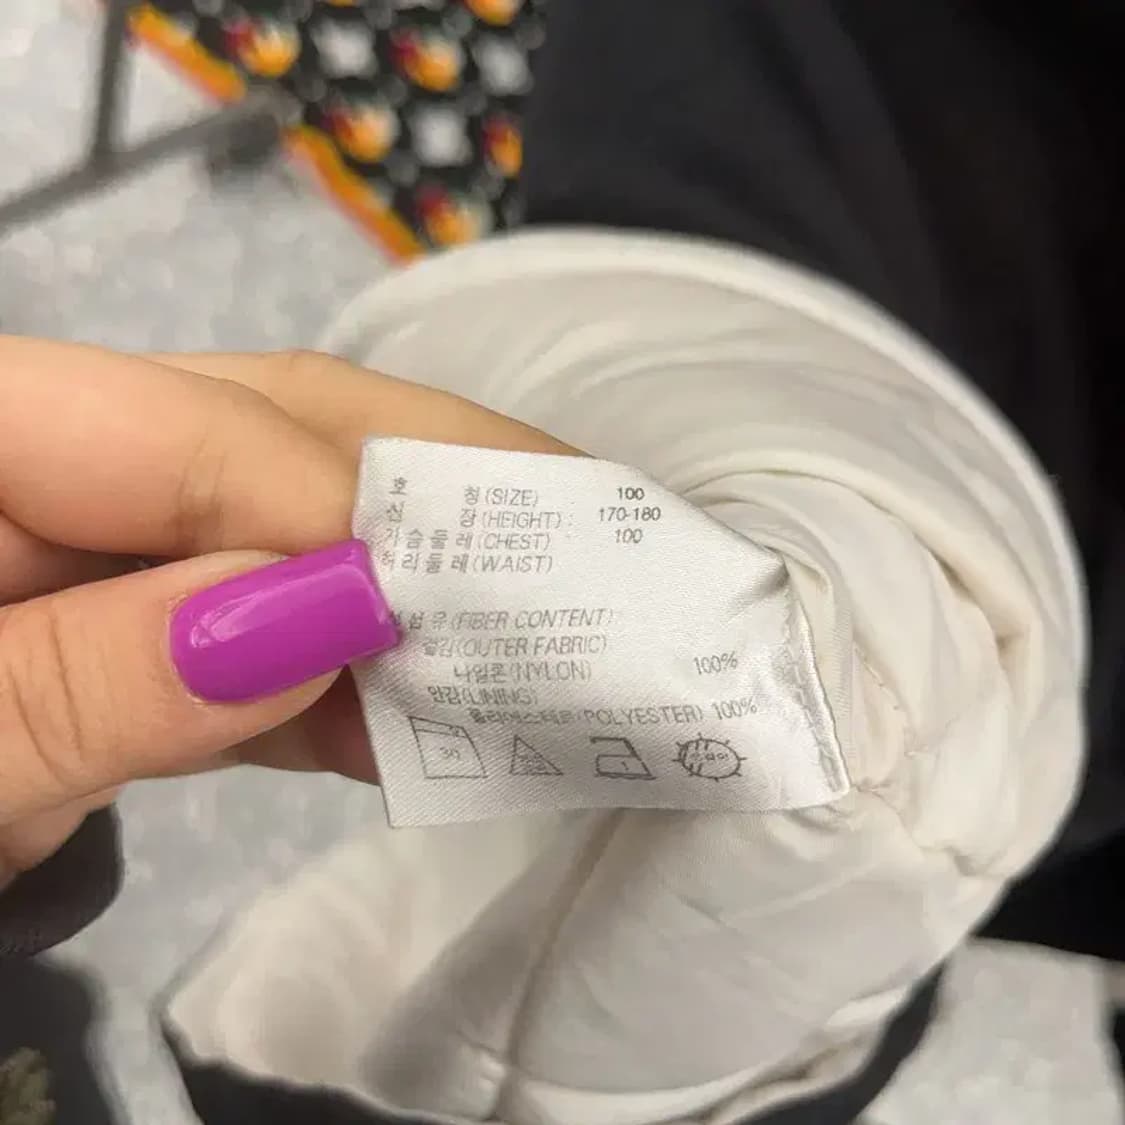 호 칭 (SIZE) 100
신 장 (HEIGHT) : 170-180
가 슴 둘 레 (CHEST) 100
허 리 둘 레 (WAIST)
섬 유 (FIBER CONTENT)
겉감 (OUTER FABRIC)
나일론 (NYLON) 100%
안감 (LINING)
폴리에스테르 (POLYESTER) 100%
30
1